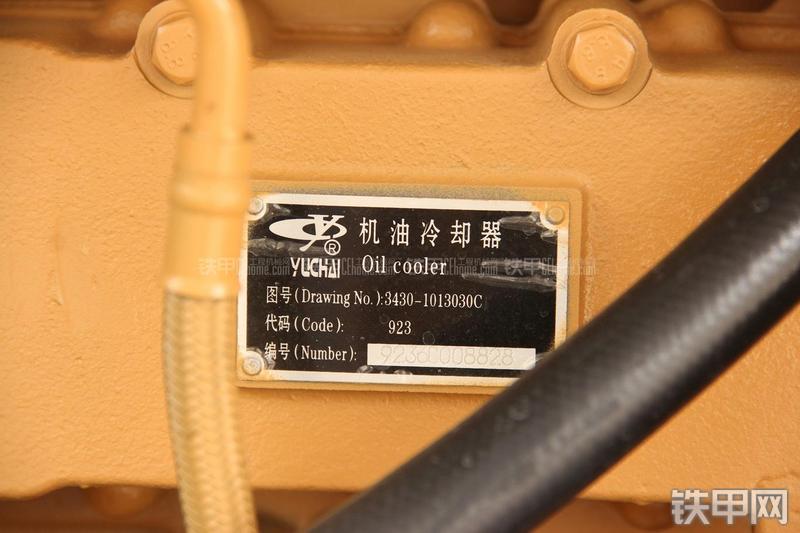 机油冷却器
YUCHAI ® Oil cooler
图号(Drawing No.):3430-1013030C
代码(Code): 923
编号(Number): 9236C008828
铁甲网